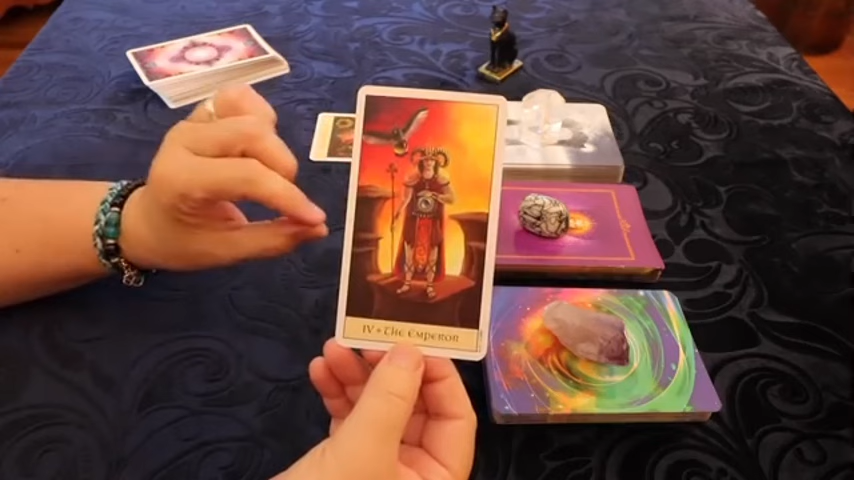 IV • The Emperor